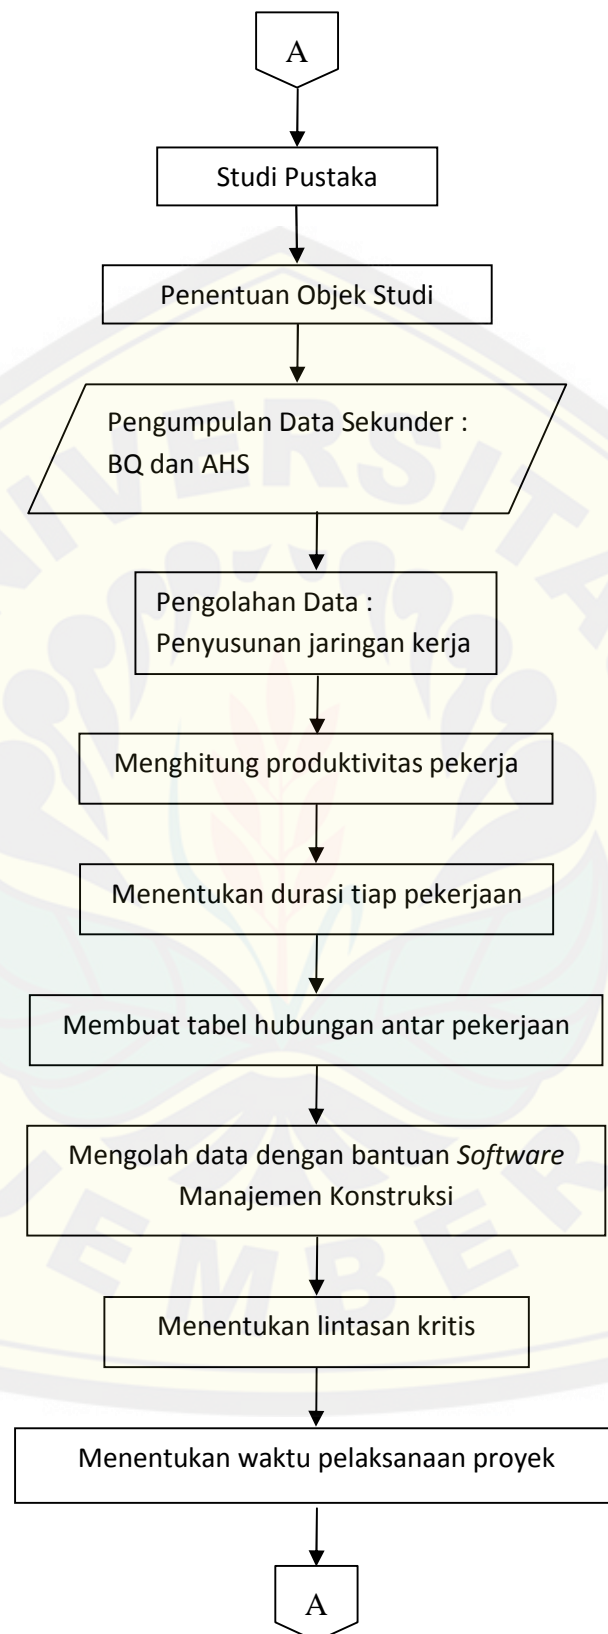 A
Studi Pustaka
Penentuan Objek Studi
Pengumpulan Data Sekunder :
BQ dan AHS
Pengolahan Data :
Penyusunan jaringan kerja
Menghitung produktivitas pekerja
Menentukan durasi tiap pekerjaan
Membuat tabel hubungan antar pekerjaan
Mengolah data dengan bantuan Software
Manajemen Konstruksi
Menentukan lintasan kritis
Menentukan waktu pelaksanaan proyek
A
UNIVERSITAS
JEMBER